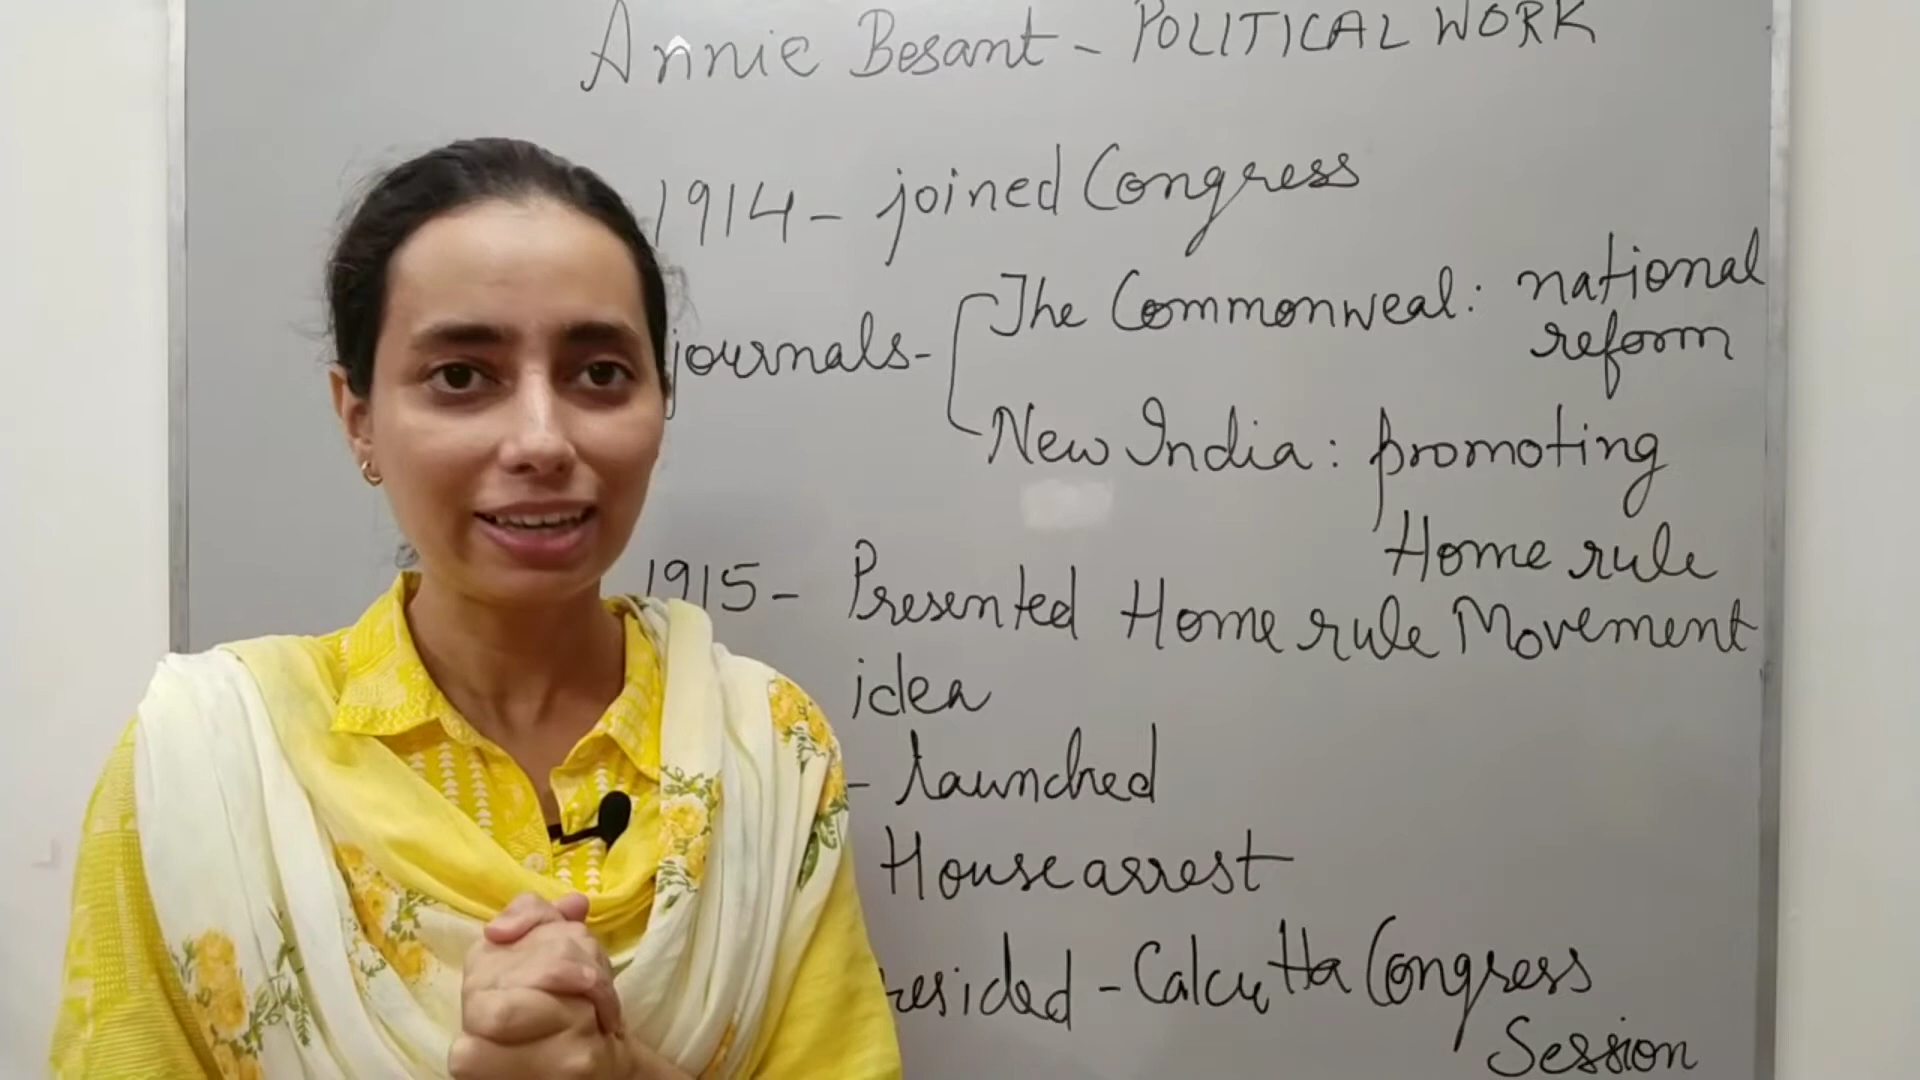 Annie Besant - POLITICAL WORK
1914 - joined Congress
journals - The Commonweal: national
reform
New India: promoting
Home rule
1915 - Presented Home rule Movement
idea
- launched
House arrest
- Calcutta Congress
Session